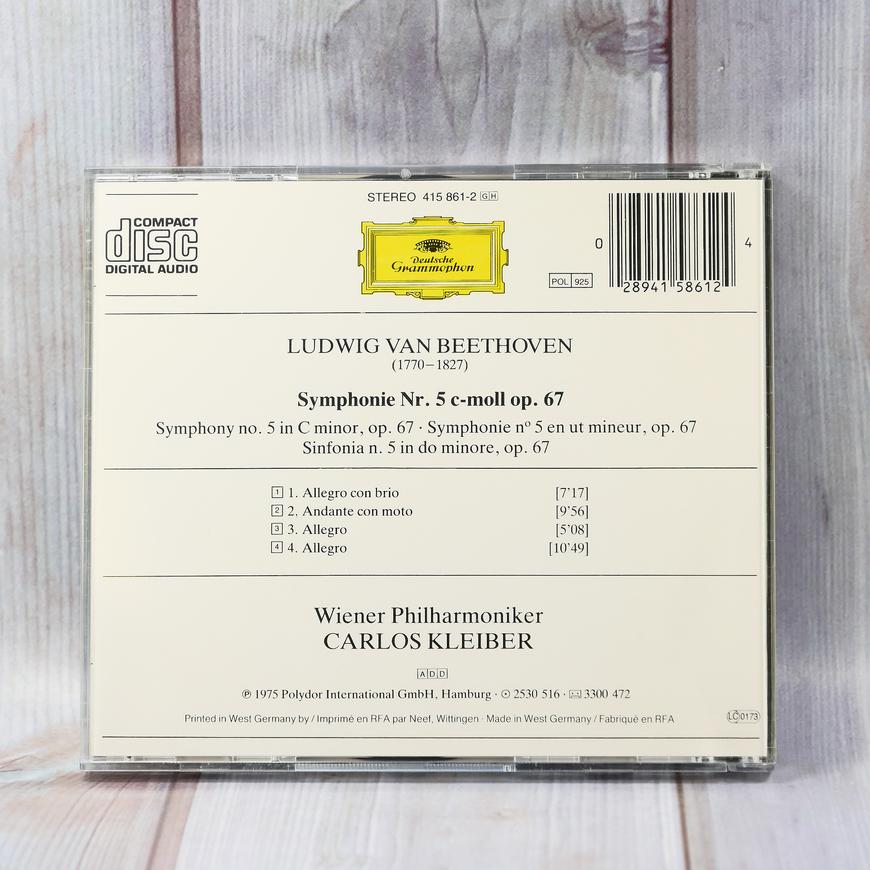 STEREO 415 861-2 GH
COMPACT
disc
DIGITAL AUDIO
Deutsche
Grammophon
POL 925
0 28941 58612 4
LUDWIG VAN BEETHOVEN
(1770–1827)
Symphonie Nr. 5 c-moll op. 67
Symphony no. 5 in C minor, op. 67 · Symphonie nº 5 en ut mineur, op. 67
Sinfonia n. 5 in do minore, op. 67
1 1. Allegro con brio [7'17]
2 2. Andante con moto [9'56]
3 3. Allegro [5'08]
4 4. Allegro [10'49]
Wiener Philharmoniker
CARLOS KLEIBER
ADD
℗ 1975 Polydor International GmbH, Hamburg · 2530 516 · 3300 472
Printed in West Germany by / Imprimé en RFA par Neef, Wittingen · Made in West Germany / Fabriqué en RFA
LC 0173